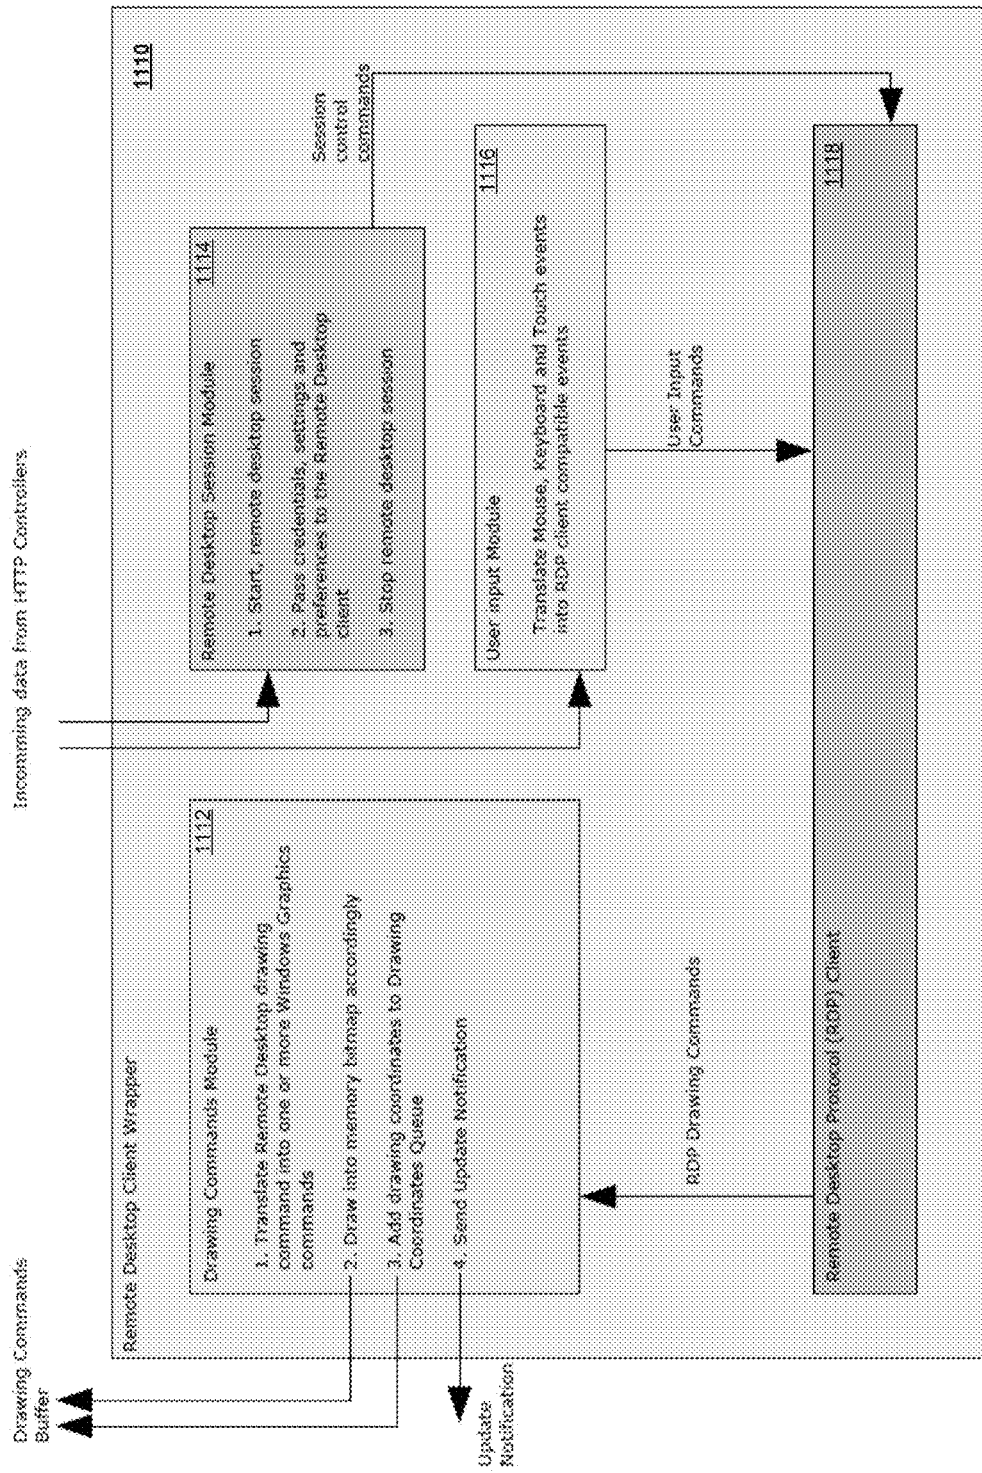 Incomming data from HTTP Controllers
Drawing Commands
Buffer
Remote Desktop Client Wrapper
1110
Drawing Commands Module
1112
1. Translate Remote Desktop drawing
command into one or more Windows Graphics
commands
2. Draw into memory bitmap accordingly
3. Add drawing coordinates to Drawing
Coordinates Queue
4. Send Update Notification
Update
Notification
Remote Desktop Session Module
1114
1. Start, remote desktop session
2. Pass credentials, settings and
preferences to the Remote Desktop
client
3. Stop remote desktop session
Session
control
commands
User input Module
1116
Translate Mouse, Keyboard and Touch events
into RDP client compatible events
User Input
Commands
RDP Drawing Commands
Remote Desktop Protocol (RDP) Client
1118